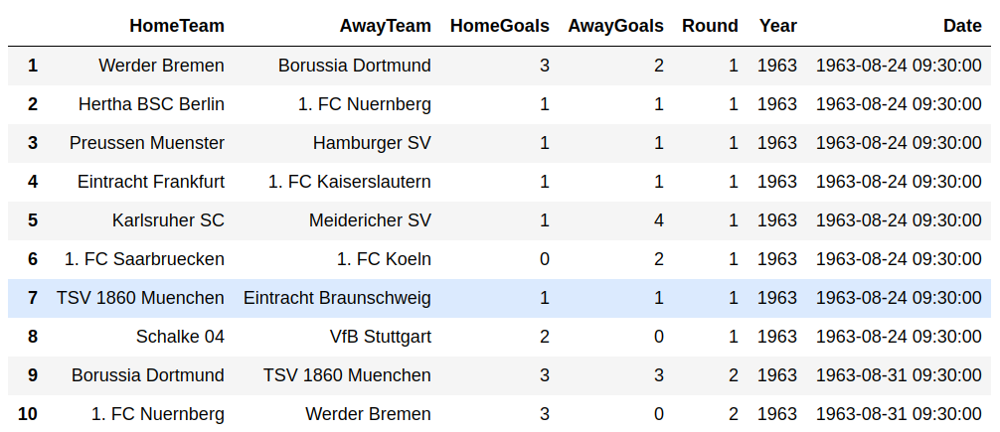 HomeTeam AwayTeam HomeGoals AwayGoals Round Year Date
1 Werder Bremen Borussia Dortmund 3 2 1 1963 1963-08-24 09:30:00
2 Hertha BSC Berlin 1. FC Nuernberg 1 1 1 1963 1963-08-24 09:30:00
3 Preussen Muenster Hamburger SV 1 1 1 1963 1963-08-24 09:30:00
4 Eintracht Frankfurt 1. FC Kaiserslautern 1 1 1 1963 1963-08-24 09:30:00
5 Karlsruher SC Meidericher SV 1 4 1 1963 1963-08-24 09:30:00
6 1. FC Saarbruecken 1. FC Koeln 0 2 1 1963 1963-08-24 09:30:00
7 TSV 1860 Muenchen Eintracht Braunschweig 1 1 1 1963 1963-08-24 09:30:00
8 Schalke 04 VfB Stuttgart 2 0 1 1963 1963-08-24 09:30:00
9 Borussia Dortmund TSV 1860 Muenchen 3 3 2 1963 1963-08-31 09:30:00
10 1. FC Nuernberg Werder Bremen 3 0 2 1963 1963-08-31 09:30:00